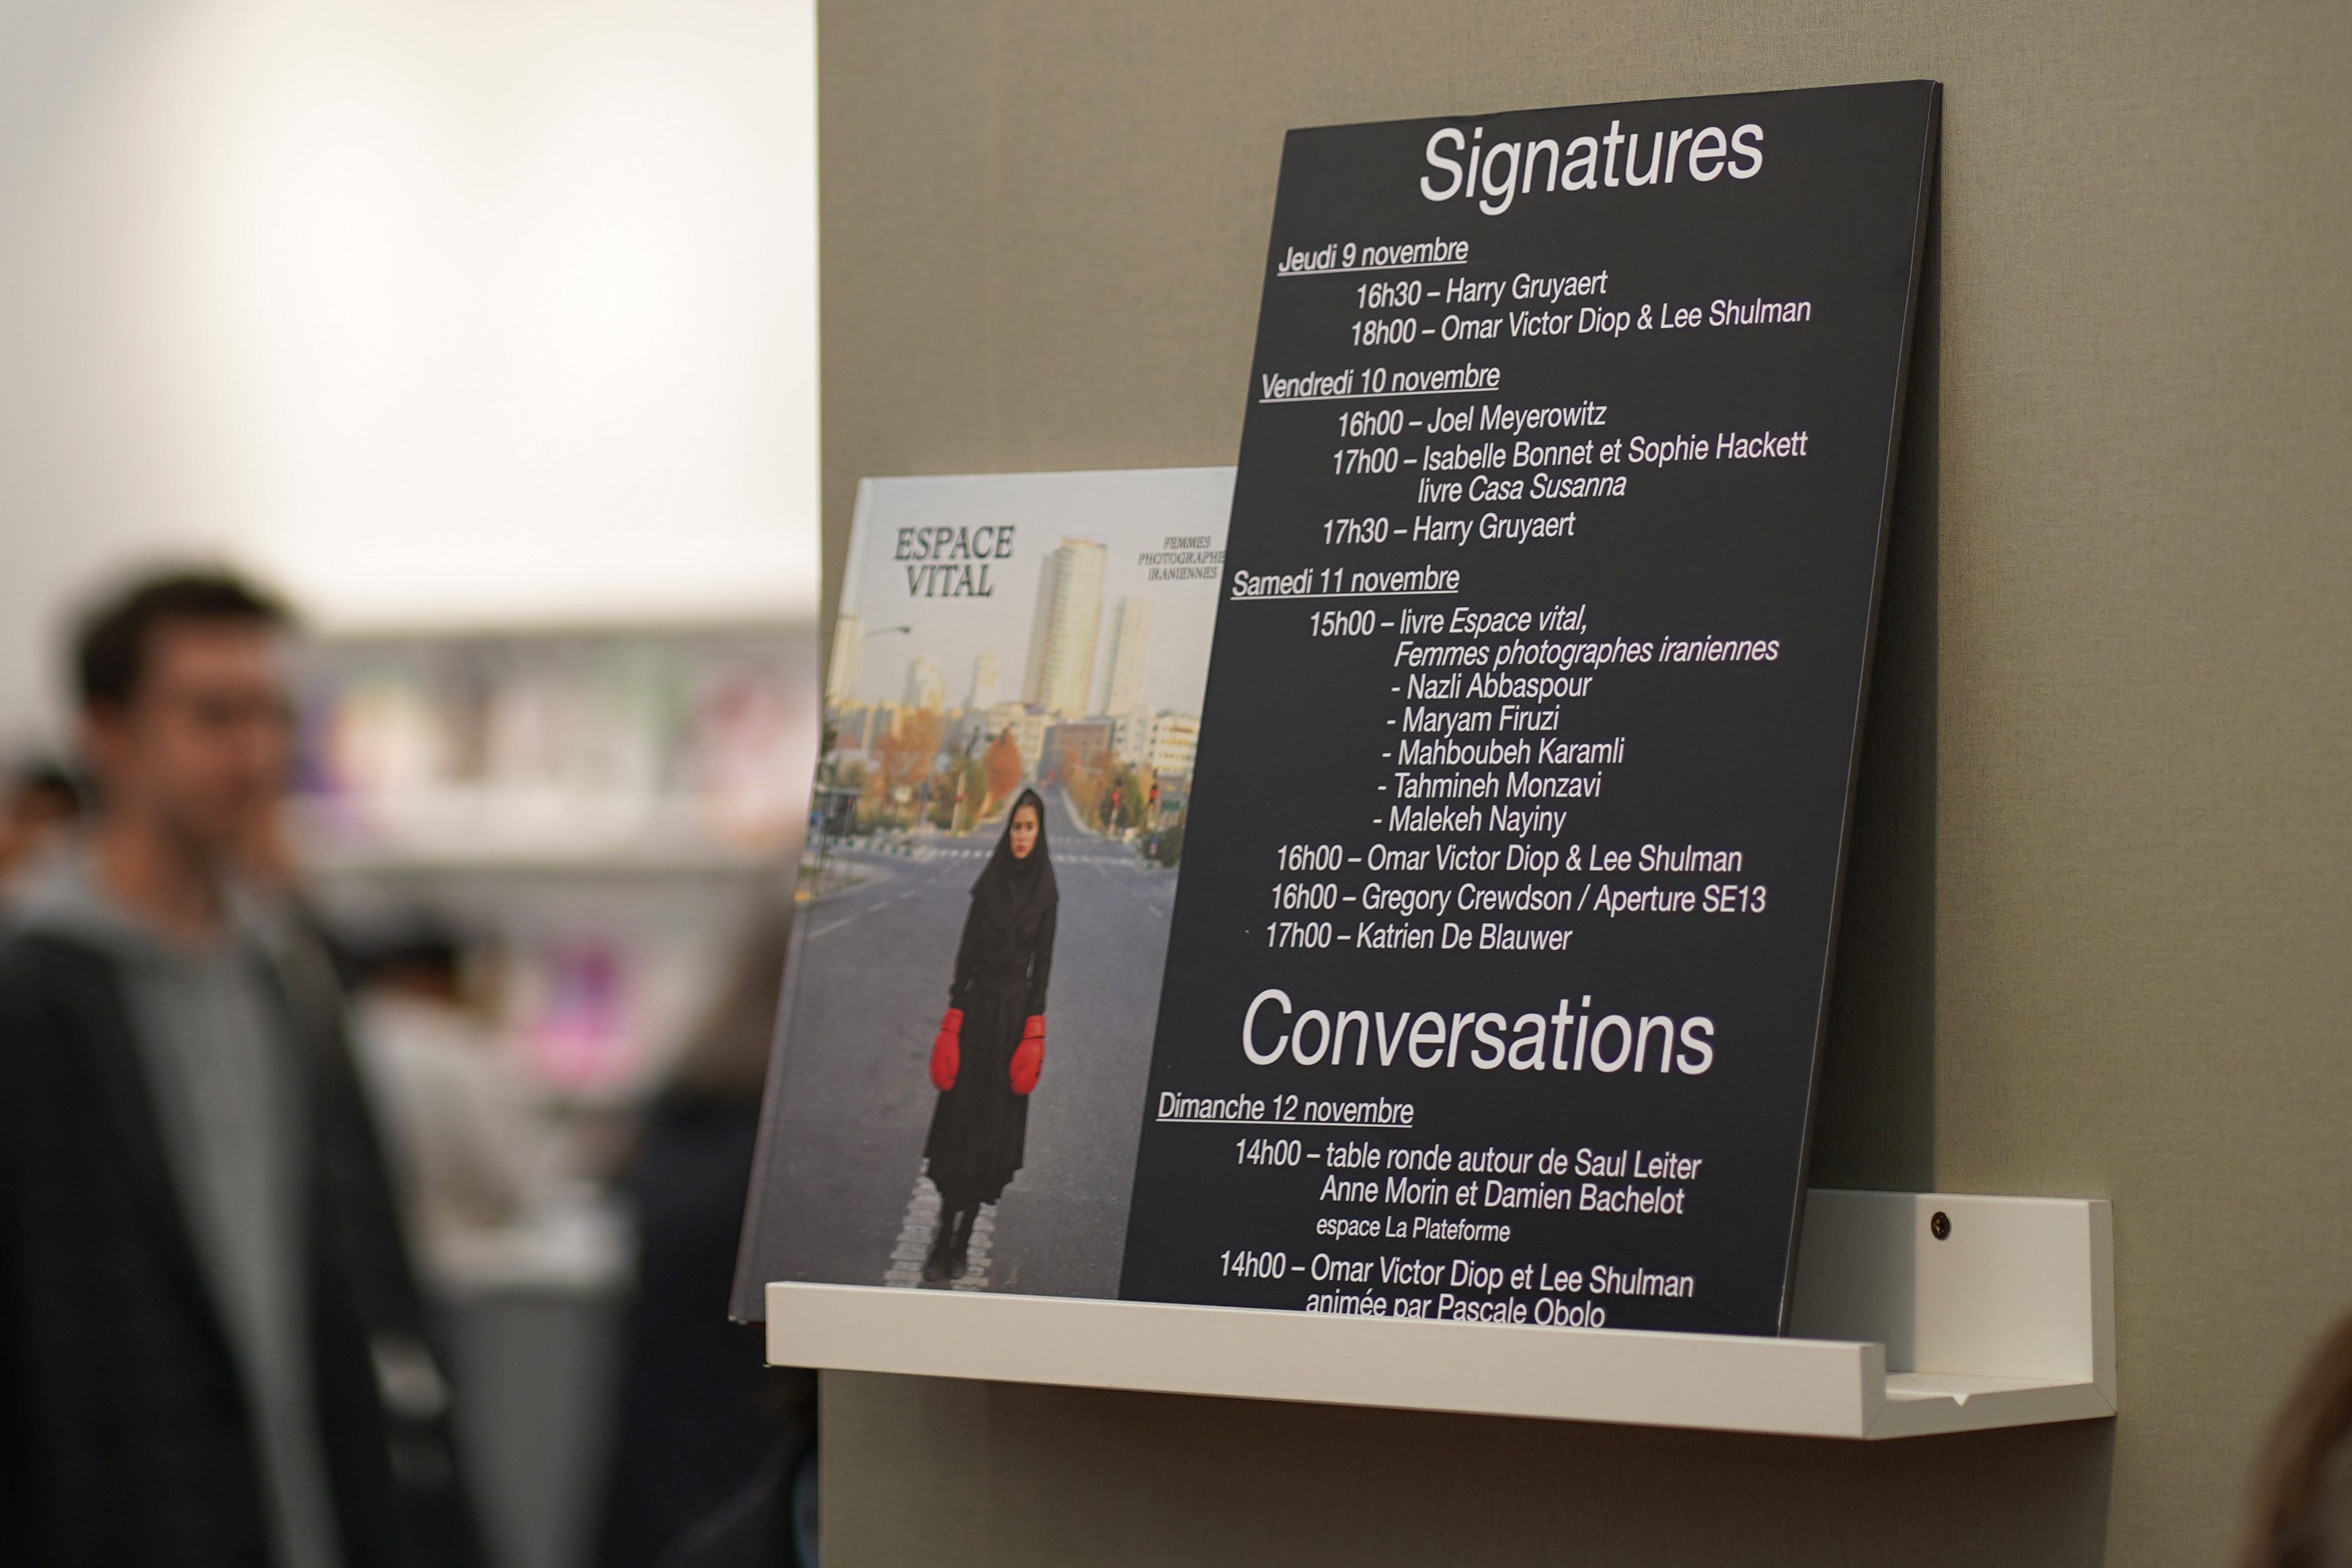 ESPACE
VITAL
FEMMES
PHOTOGRAPHE
IRANIENNES
Signatures
Jeudi 9 novembre
16h30 – Harry Gruyaert
18h00 – Omar Victor Diop & Lee Shulman
Vendredi 10 novembre
16h00 – Joel Meyerowitz
17h00 – Isabelle Bonnet et Sophie Hackett
livre Casa Susanna
17h30 – Harry Gruyaert
Samedi 11 novembre
15h00 – livre Espace vital,
Femmes photographes iraniennes
- Nazli Abbaspour
- Maryam Firuzi
- Mahboubeh Karamli
- Tahmineh Monzavi
- Malekeh Nayiny
16h00 – Omar Victor Diop & Lee Shulman
16h00 – Gregory Crewdson / Aperture SE13
17h00 – Katrien De Blauwer
Conversations
Dimanche 12 novembre
14h00 – table ronde autour de Saul Leiter
Anne Morin et Damien Bachelot
espace La Plateforme
14h00 – Omar Victor Diop et Lee Shulman
animée par Pascale Obolo